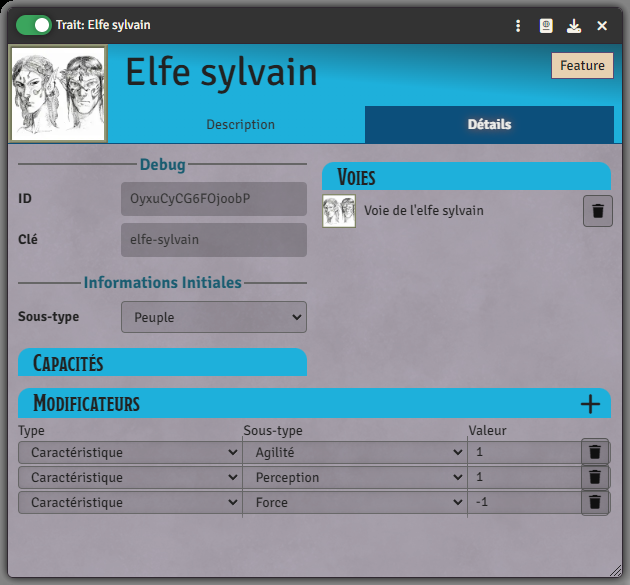 Trait: Elfe sylvain
Elfe sylvain
Feature
Description
Détails
Debug
ID
OyxuCyCG6FOjoobP
Clé
elfe-sylvain
Informations Initiales
Sous-type
Peuple
Voies
Voie de l'elfe sylvain
Capacités
Modificateurs
Type Sous-type Valeur
Caractéristique Agilité 1
Caractéristique Perception 1
Caractéristique Force -1